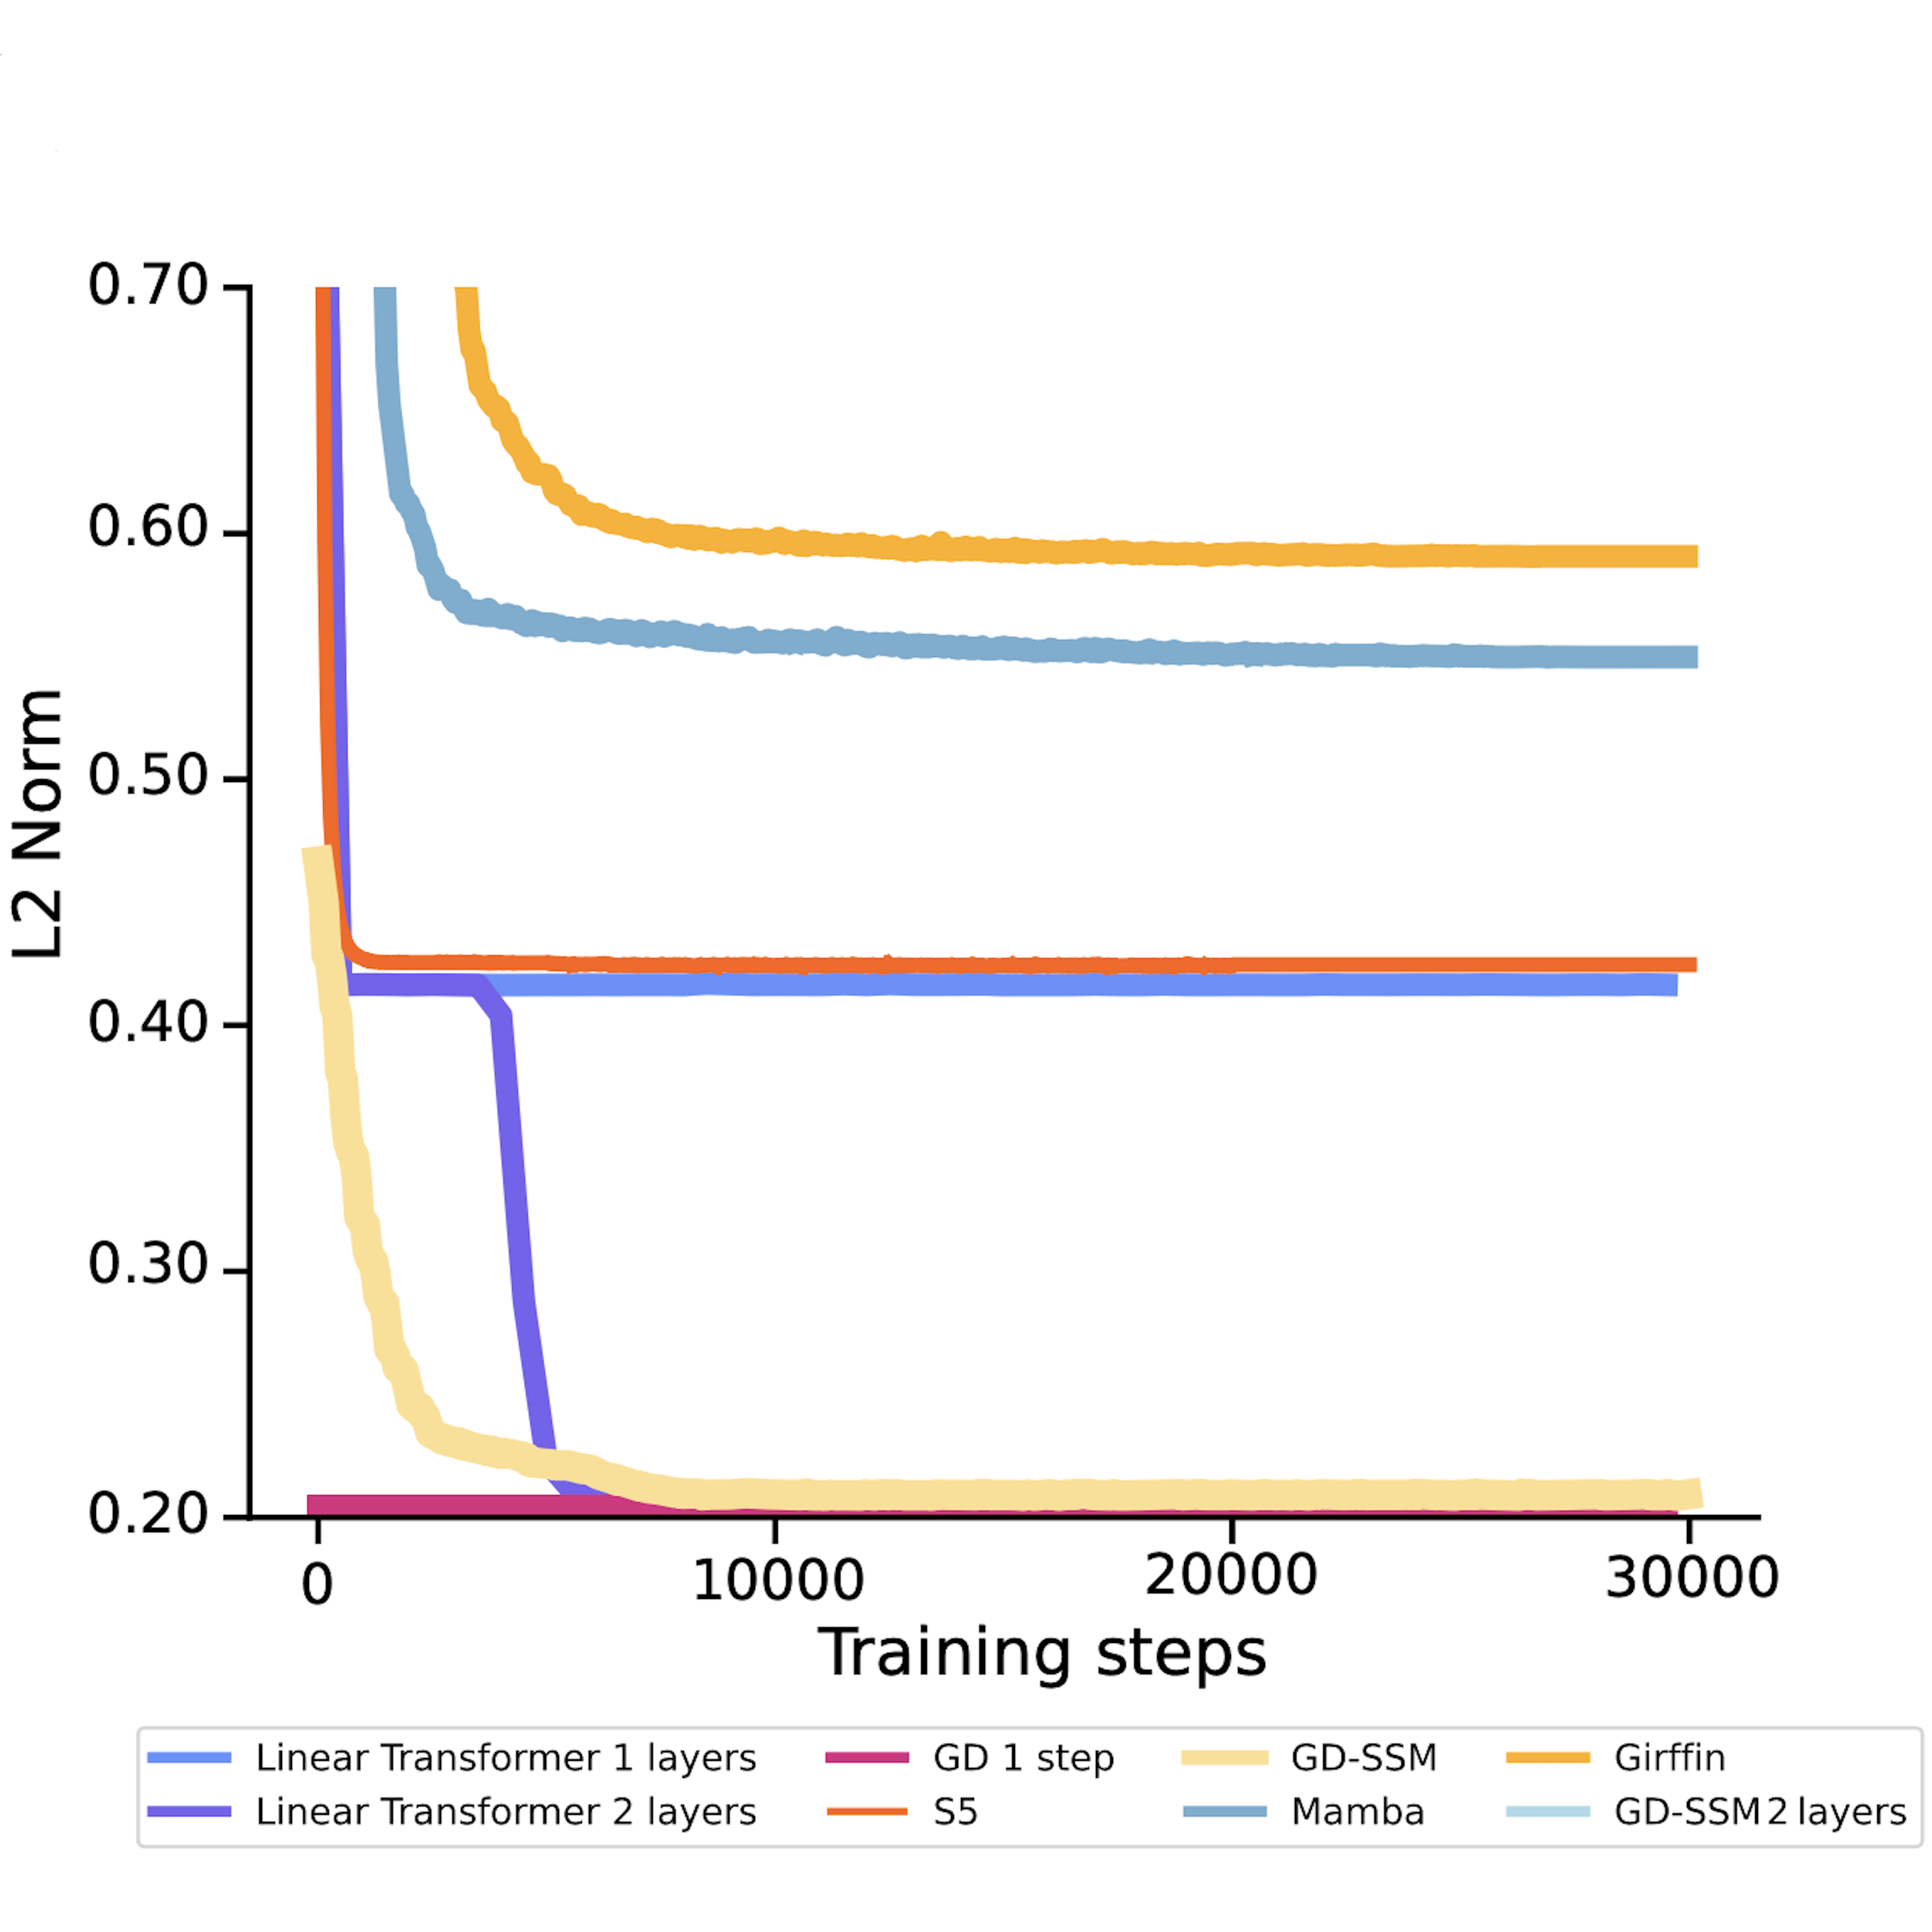 0.70
0.60
0.50
0.40
0.30
0.20
L2 Norm
0 10000 20000 30000
Training steps
Linear Transformer 1 layers GD 1 step GD-SSM Girffin
Linear Transformer 2 layers S5 Mamba GD-SSM 2 layers